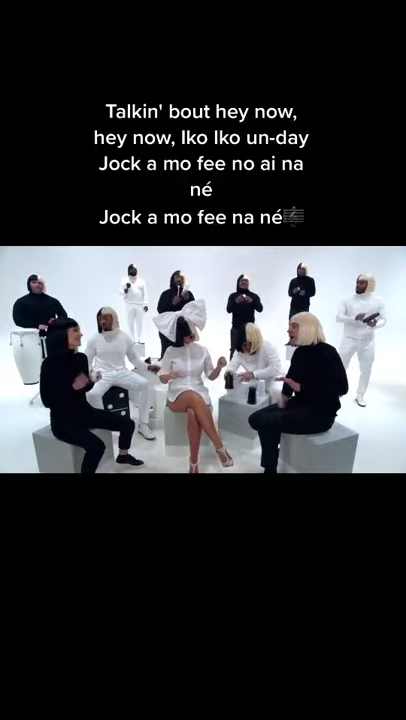 Talkin' bout hey now,
hey now, Iko Iko un-day
Jock a mo fee no ai na
né
Jock a mo fee na né🎼